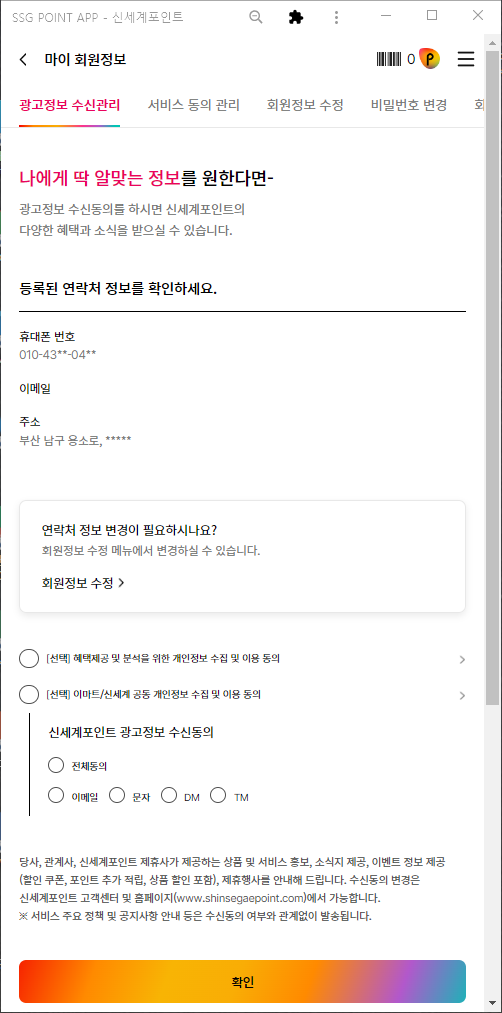 SSG POINT APP - 신세계포인트
마이 회원정보
0 P
광고정보 수신관리 서비스 동의 관리 회원정보 수정 비밀번호 변경
나에게 딱 알맞는 정보를 원한다면-
광고정보 수신동의를 하시면 신세계포인트의
다양한 혜택과 소식을 받으실 수 있습니다.
등록된 연락처 정보를 확인하세요.
휴대폰 번호
010-43**-04**
이메일
주소
부산 남구 용소로, *****
연락처 정보 변경이 필요하시나요?
회원정보 수정 메뉴에서 변경하실 수 있습니다.
회원정보 수정 >
[선택] 혜택제공 및 분석을 위한 개인정보 수집 및 이용 동의
[선택] 이마트/신세계 공동 개인정보 수집 및 이용 동의
신세계포인트 광고정보 수신동의
전체동의
이메일 문자 DM TM
당사, 관계사, 신세계포인트 제휴사가 제공하는 상품 및 서비스 홍보, 소식지 제공, 이벤트 정보 제공
(할인 쿠폰, 포인트 추가 적립, 상품 할인 포함), 제휴행사를 안내해 드립니다. 수신동의 변경은
신세계포인트 고객센터 및 홈페이지(www.shinsegaepoint.com)에서 가능합니다.
※ 서비스 주요 정책 및 공지사항 안내 등은 수신동의 여부와 관계없이 발송됩니다.
확인